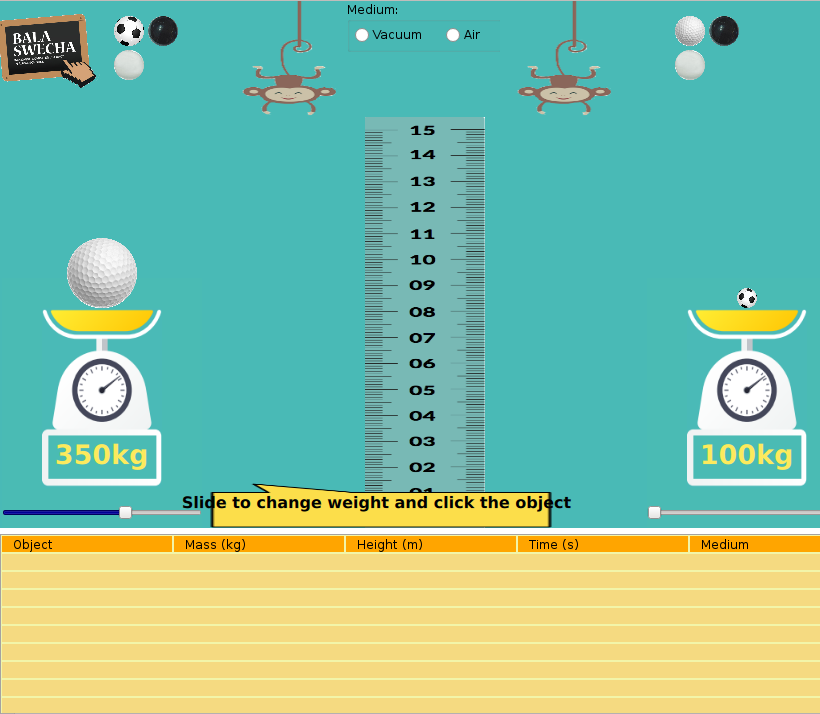 Medium:
Vacuum
Air
BALA
SWECHA
15
14
13
12
11
10
09
08
07
06
05
04
03
02
01
350kg
100kg
Slide to change weight and click the object
Object Mass (kg) Height (m) Time (s) Medium